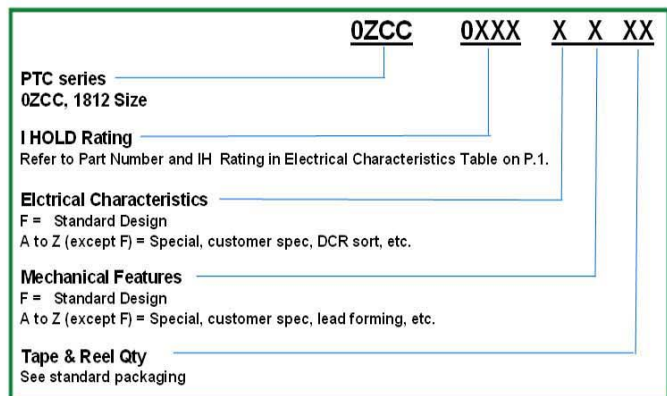 0ZCC 0XXX X X XX
PTC series
0ZCC, 1812 Size
I HOLD Rating
Refer to Part Number and IH Rating in Electrical Characteristics Table on P.1.
Elctrical Characteristics
F = Standard Design
A to Z (except F) = Special, customer spec, DCR sort, etc.
Mechanical Features
F = Standard Design
A to Z (except F) = Special, customer spec, lead forming, etc.
Tape & Reel Qty
See standard packaging